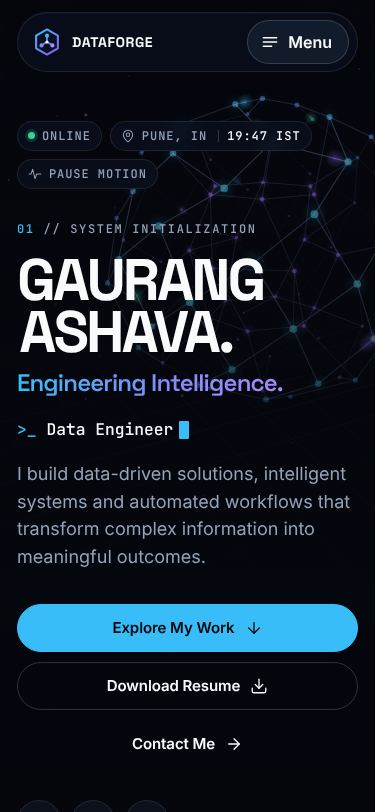 DATAFORGE
Menu
ONLINE
PUNE, IN | 19:47 IST
PAUSE MOTION
01 // SYSTEM INITIALIZATION
GAURANG
ASHAVA.
Engineering Intelligence.
>_ Data Engineer
I build data-driven solutions, intelligent
systems and automated workflows that
transform complex information into
meaningful outcomes.
Explore My Work
Download Resume
Contact Me